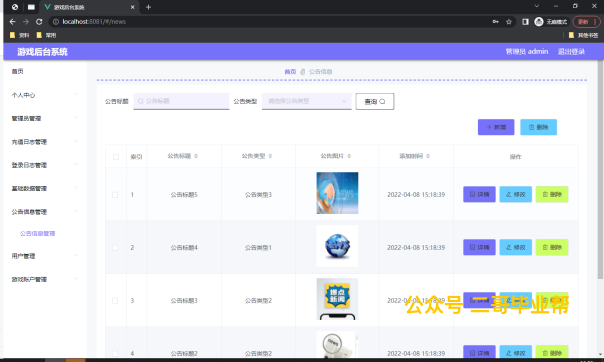 游戏后台系统
localhost:8081/#/news
无痕模式
更新
资料
常用
其他书签
游戏后台系统
管理员 admin
退出登录
首页
个人中心
管理员管理
充值日志管理
登录日志管理
基础数据管理
公告信息管理
公告信息管理
用户管理
游戏账户管理
首页 公告信息
公告标题 公告标题 公告类型 请选择公告类型 查询
+ 新增 删除
索引 公告标题 公告类型 公告图片 添加时间 操作
1 公告标题5 公告类型3 2022-04-08 15:18:39 详情 修改 删除
2 公告标题4 公告类型1 2022-04-08 15:18:39 详情 修改 删除
爆点
新闻
3 公告标题3 公告类型2 2022-04-08 15:18:39 详情 修改 删除
公众号 二哥毕业帮
4 公告标题2 公告类型1 2022-04-08 15:18:39 详情 修改 删除